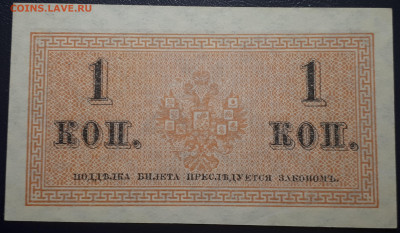 COINS.LAVE.RU
1 1
КОП. КОП.
ПОДДѢЛКА БИЛЕТА ПРЕСЛѢДУЕТСЯ ЗАКОНОМЪ.